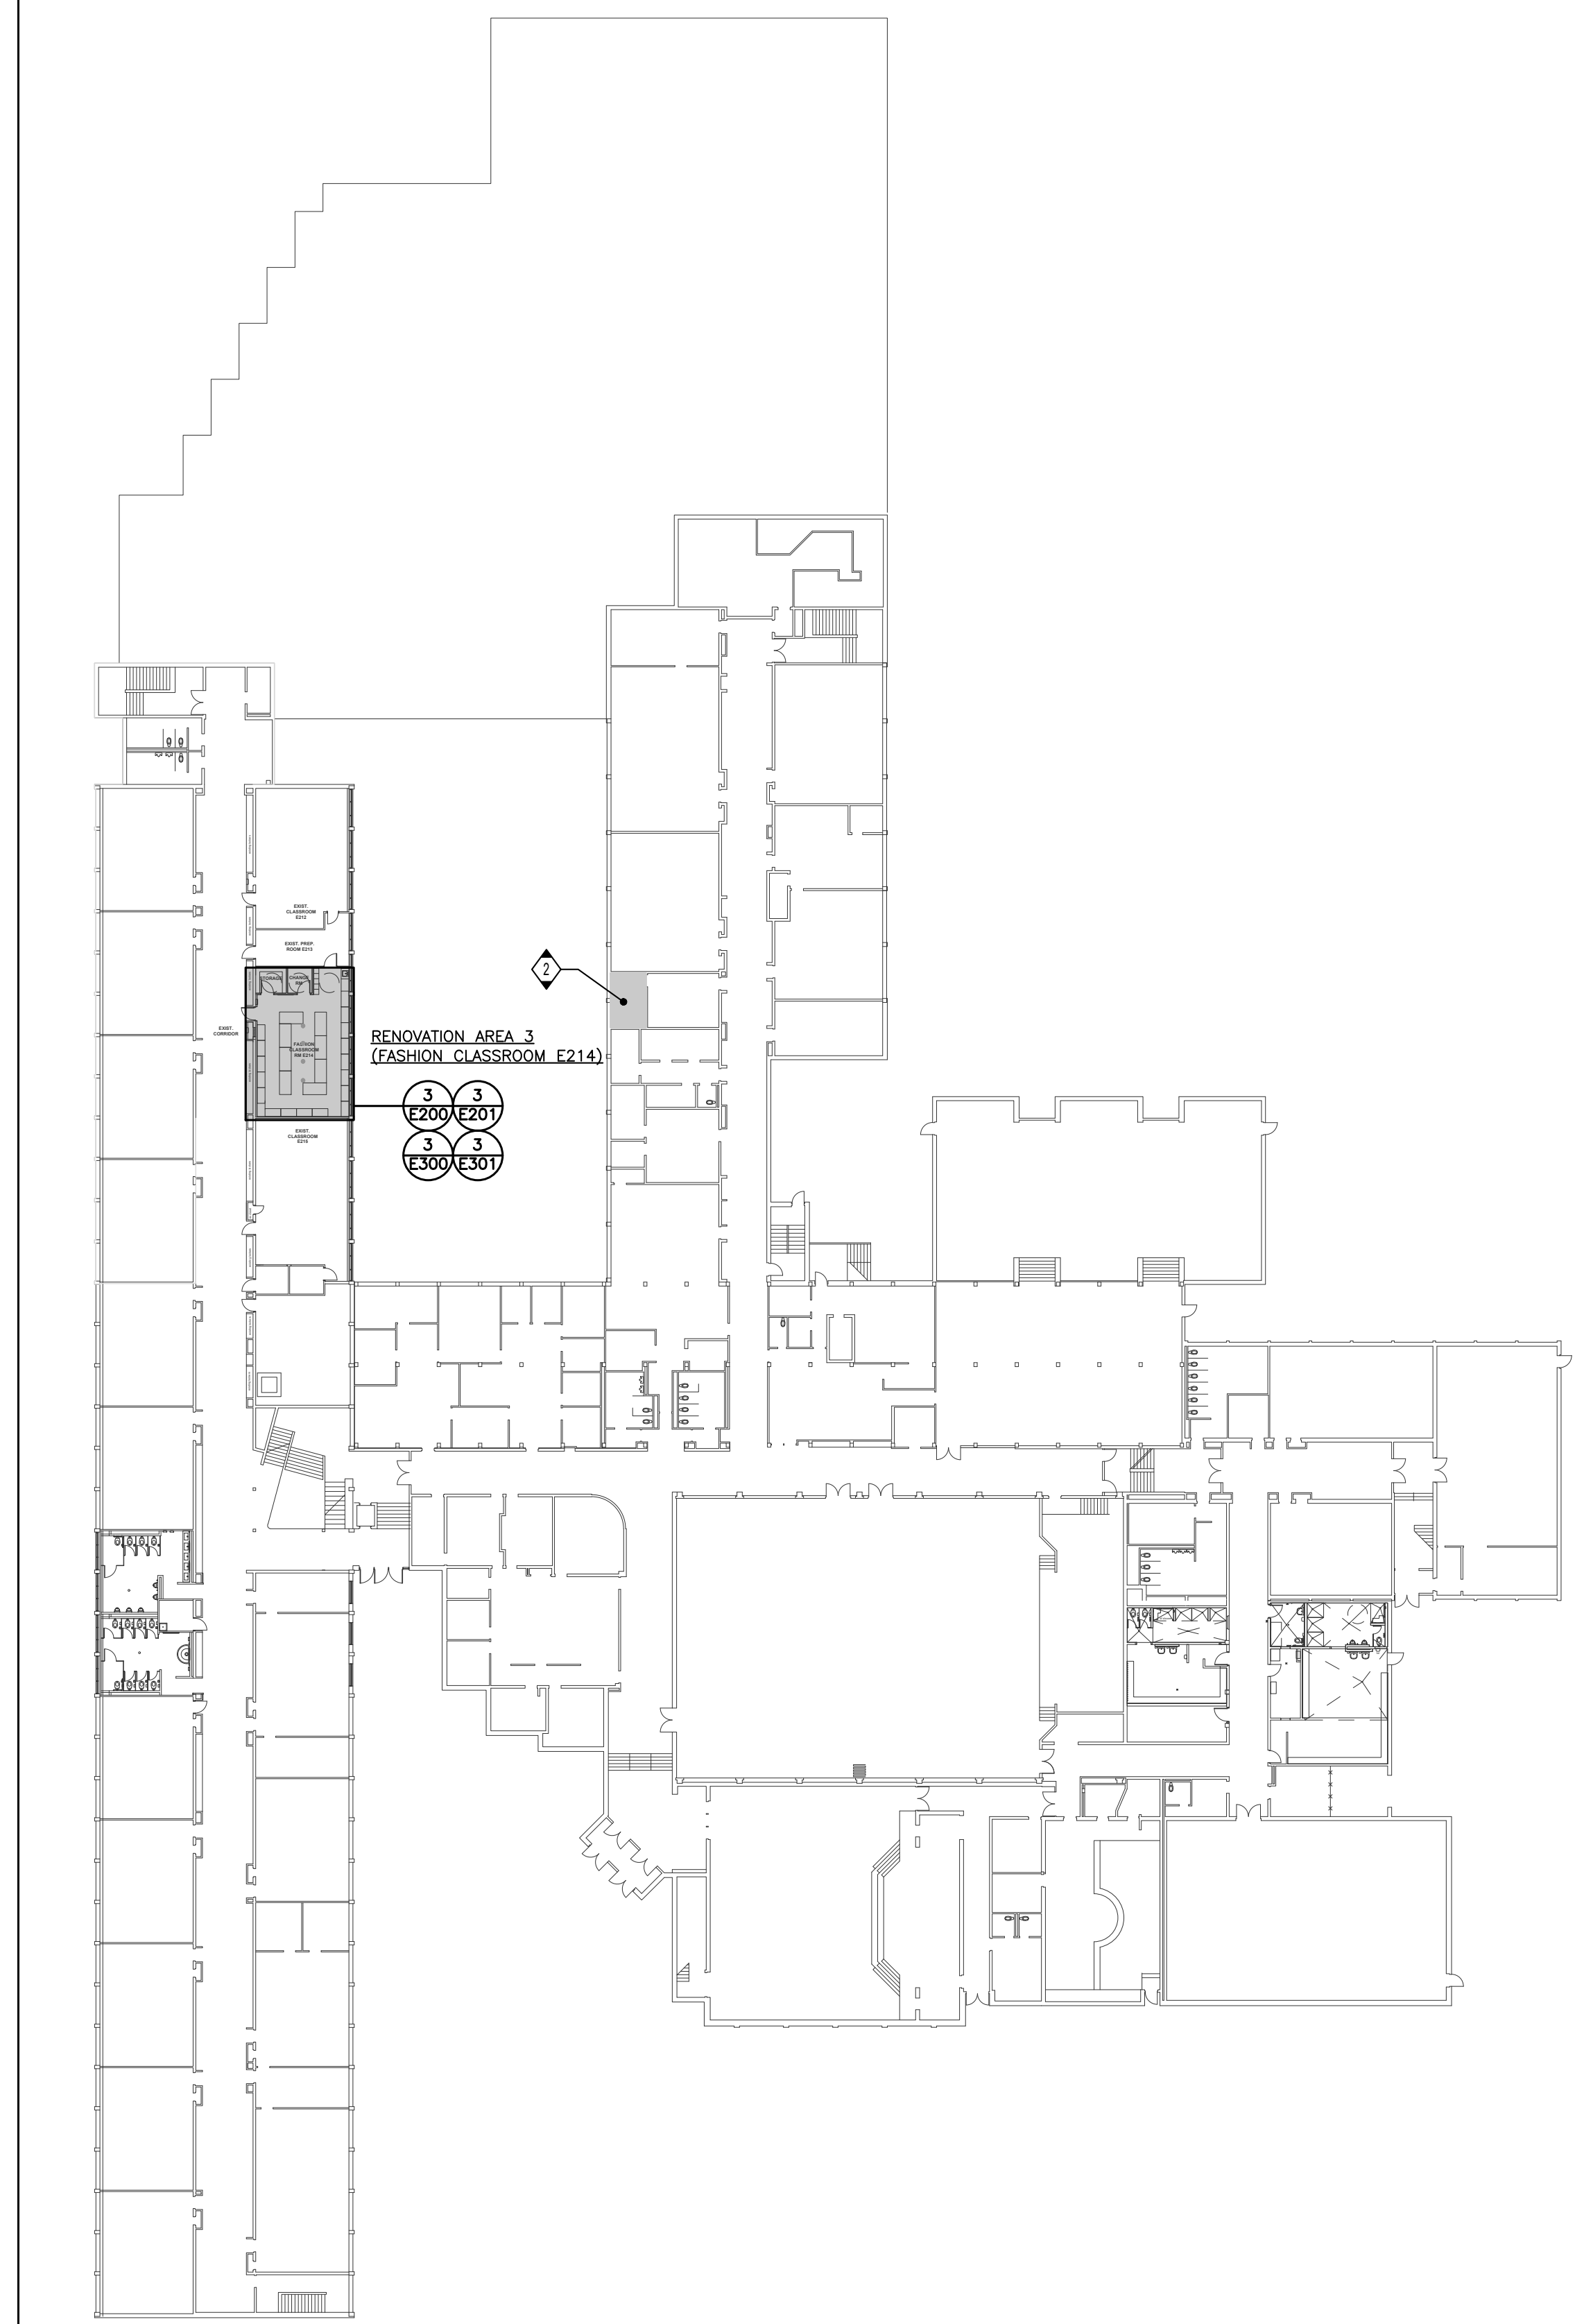 EXIST.
CLASSROOM
E212
EXIST. PREP.
ROOM E213
STORAGE
CHANGE
RM
2
EXIST.
CORRIDOR
RENOVATION AREA 3
(FASHION CLASSROOM E214)
FASHION
CLASSROOM
RM E214
3
E200
3
E201
3
E300
3
E301
EXIST.
CLASSROOM